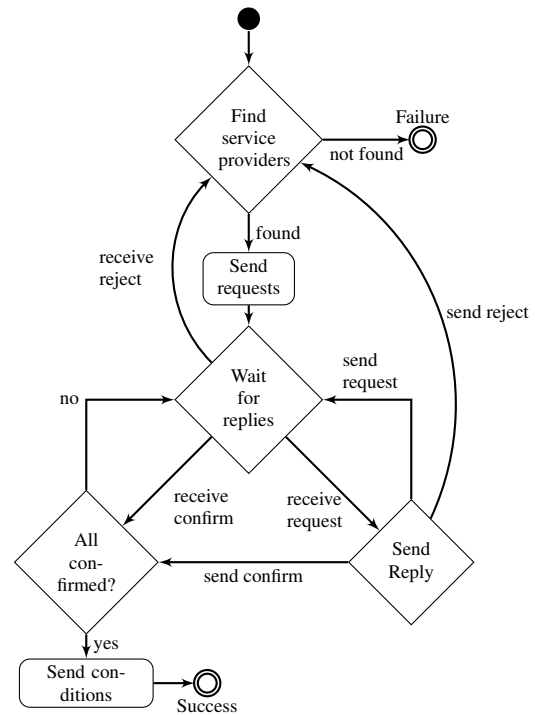 Find
service
providers
Failure
not found
found
receive
reject
Send
requests
send reject
Wait
for
replies
send
request
no
receive
confirm
receive
request
All
con-
firmed?
Send
Reply
send confirm
yes
Send con-
ditions
Success